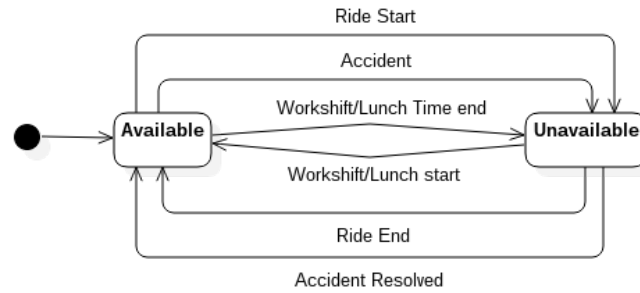 Ride Start
Accident
Workshift/Lunch Time end
Available
Unavailable
Workshift/Lunch start
Ride End
Accident Resolved